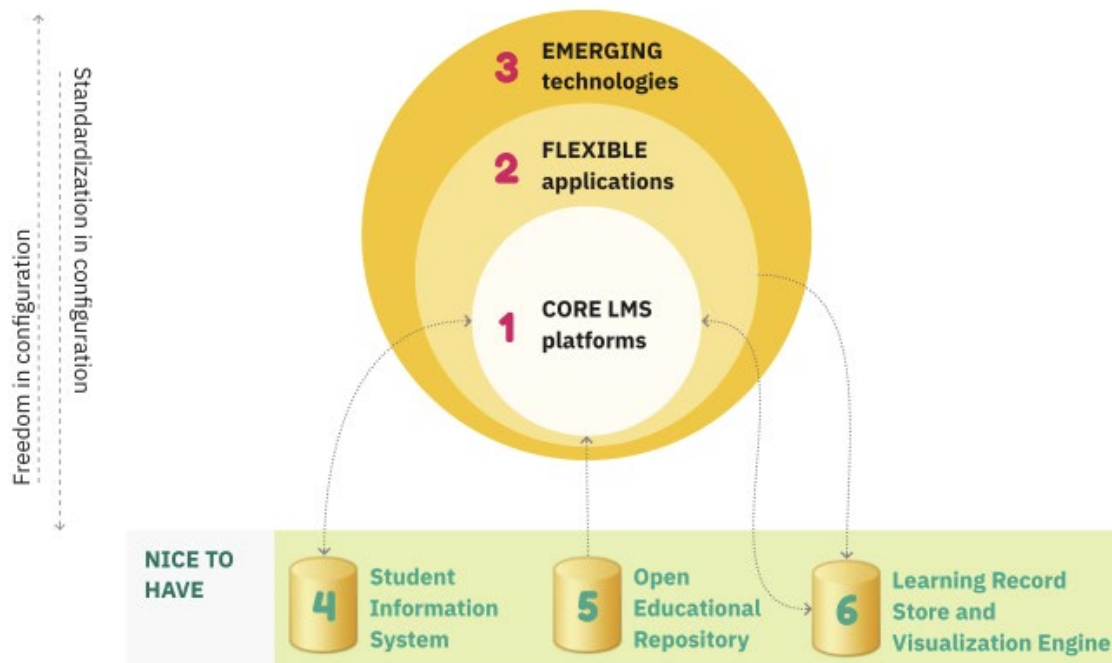 Freedom in configuration
Standardization in configuration
3
EMERGING
technologies
2
FLEXIBLE
applications
1
CORE LMS
platforms
NICE TO
HAVE
4
Student
Information
System
5
Open
Educational
Repository
6
Learning Record
Store and
Visualization Engine